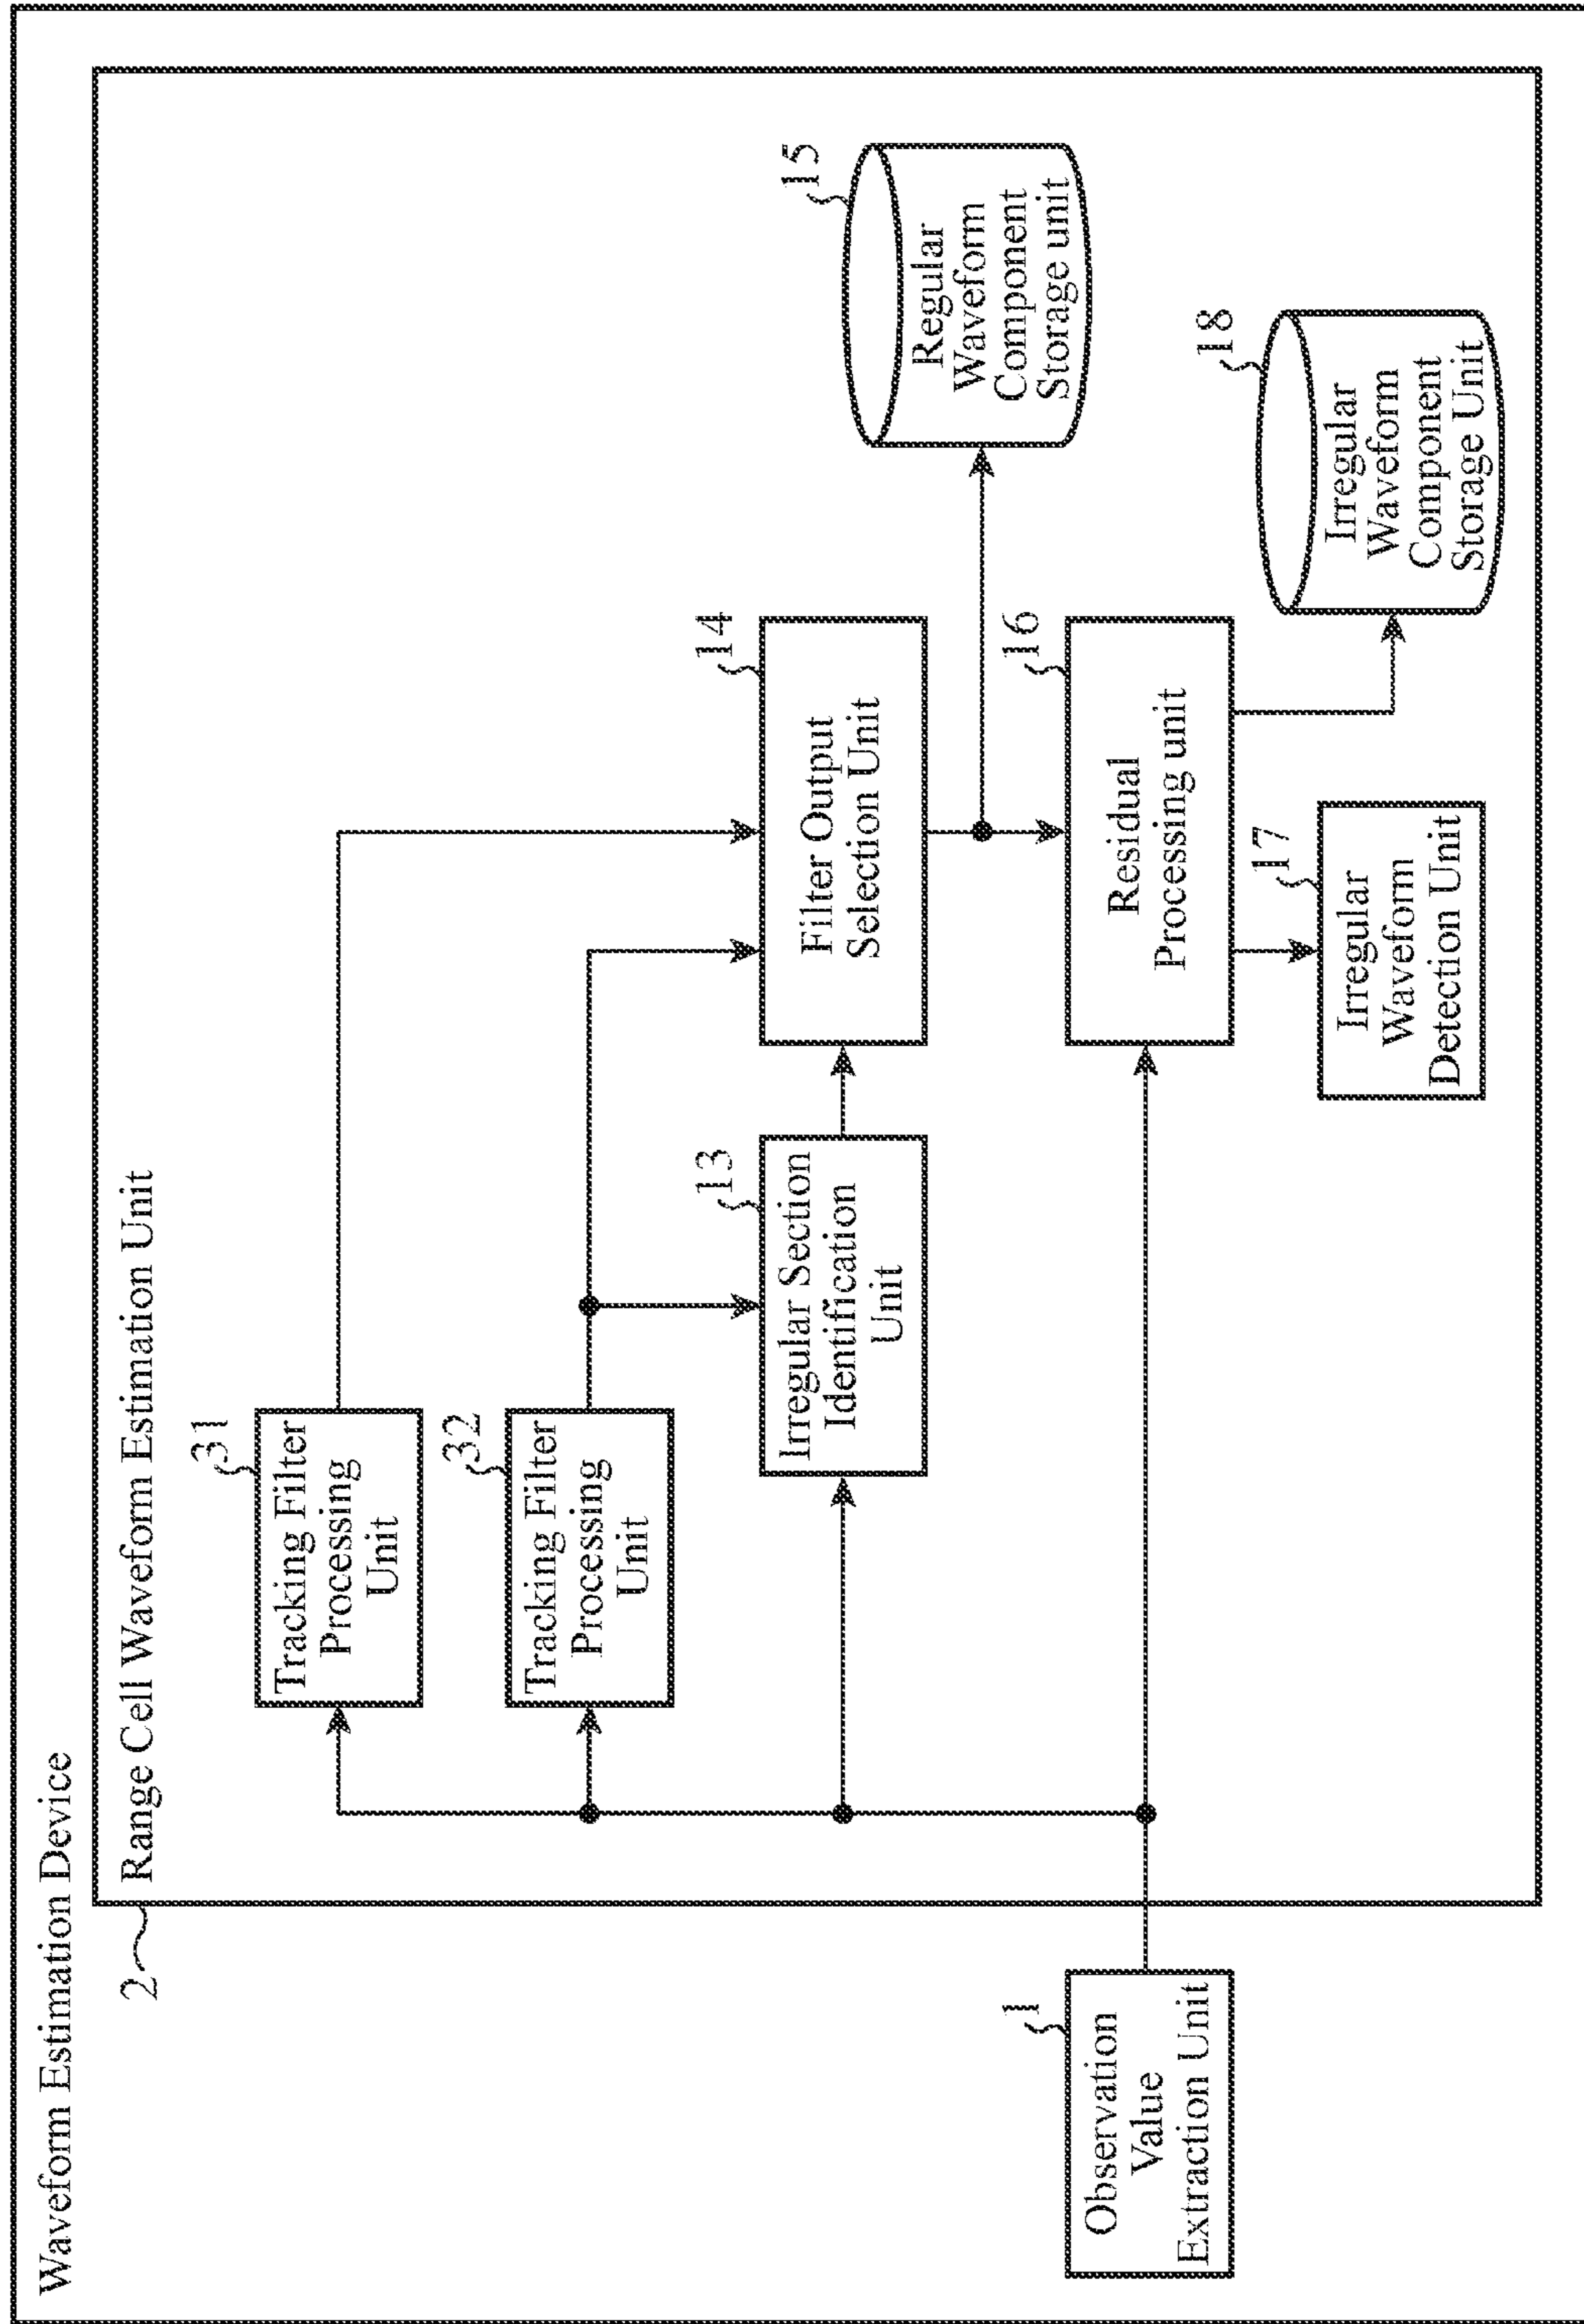 Waveform Estimation Device
2
Range Cell Waveform Estimation Unit
31
Tracking Filter
Processing
Unit
32
Tracking Filter
Processing
Unit
13
Irregular Section
Identification
Unit
14
Filter Output
Selection Unit
15
Regular
Waveform
Component
Storage unit
1
Observation
Value
Extraction Unit
16
Residual
Processing unit
17
Irregular
Waveform
Detection Unit
18
Irregular
Waveform
Component
Storage Unit